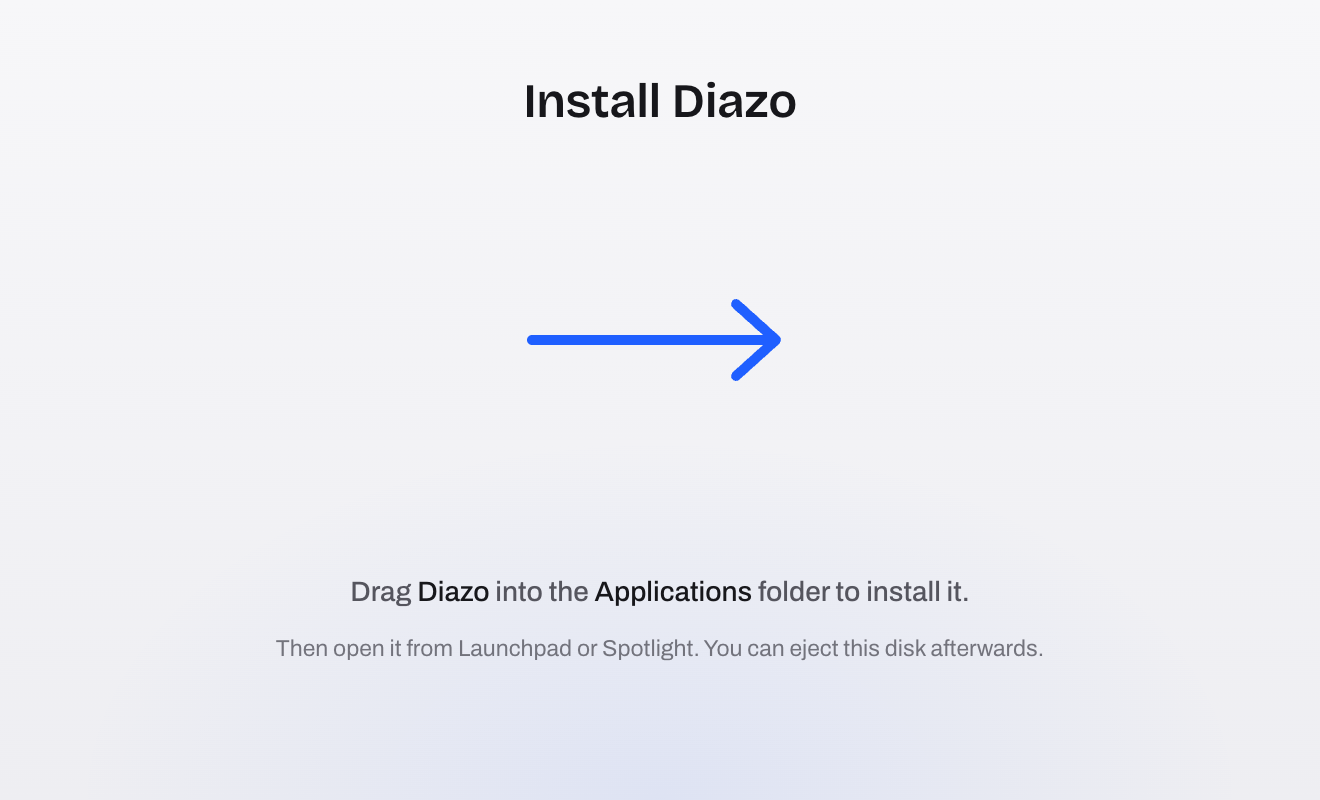 Install Diazo
Drag Diazo into the Applications folder to install it.
Then open it from Launchpad or Spotlight. You can eject this disk afterwards.